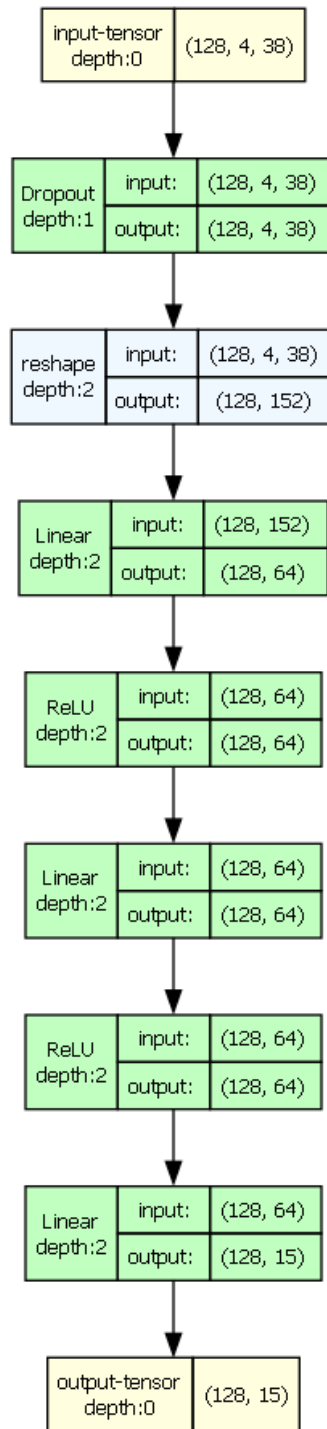 input-tensor
depth:0
(128, 4, 38)
Dropout
depth:1
input:
(128, 4, 38)
output:
(128, 4, 38)
reshape
depth:2
input:
(128, 4, 38)
output:
(128, 152)
Linear
depth:2
input:
(128, 152)
output:
(128, 64)
ReLU
depth:2
input:
(128, 64)
output:
(128, 64)
Linear
depth:2
input:
(128, 64)
output:
(128, 64)
ReLU
depth:2
input:
(128, 64)
output:
(128, 64)
Linear
depth:2
input:
(128, 64)
output:
(128, 15)
output-tensor
depth:0
(128, 15)